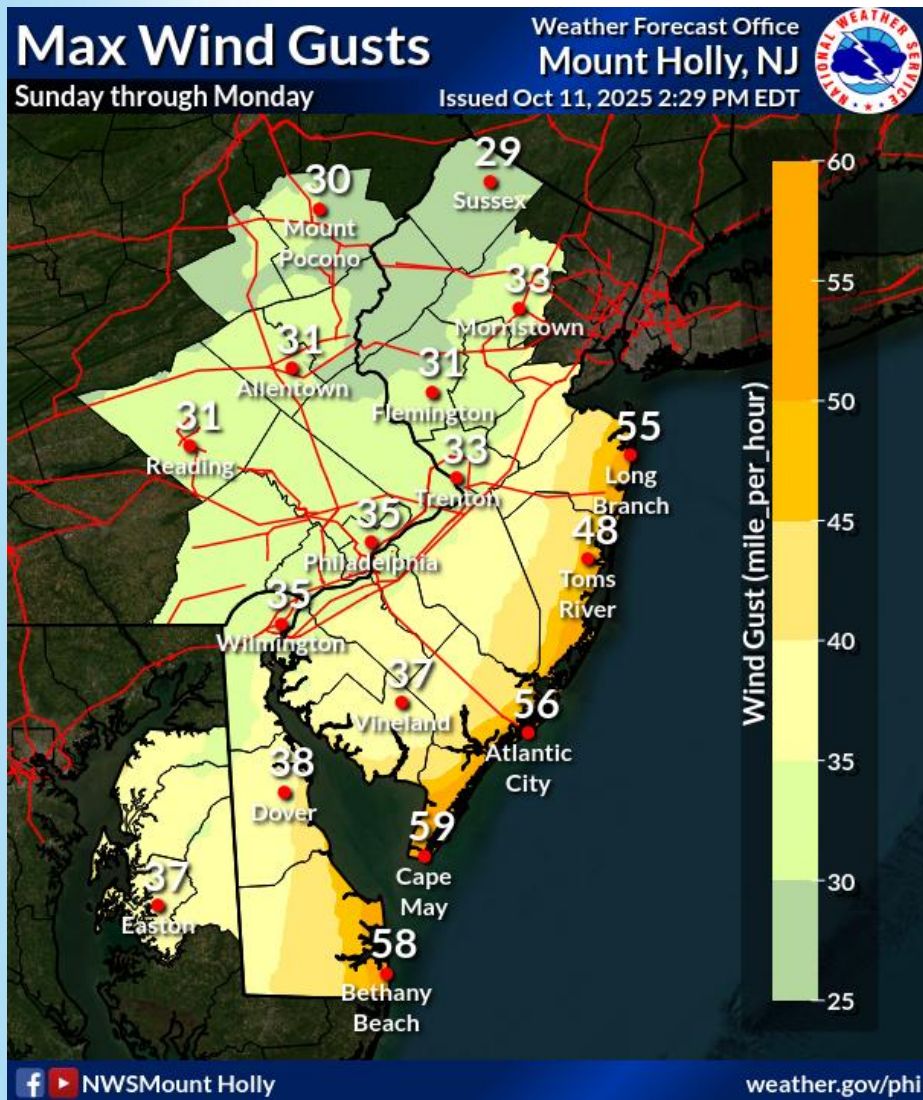 Max Wind Gusts
Sunday through Monday
Weather Forecast Office
Mount Holly, NJ
Issued Oct 11, 2025 2:29 PM EDT
NATIONAL WEATHER SERVICE
29
Sussex
30
Mount
Pocono
33
Morristown
31
Allentown
31
Flemington
31
Reading
55
Long
Branch
33
Trenton
35
Philadelphia
48
Toms
River
35
Wilmington
37
Vineland
56
Atlantic
City
38
Dover
59
Cape
May
37
Easton
58
Bethany
Beach
60
55
50
45
40
35
30
25
Wind Gust (mile_per_hour)
NWSMount Holly
weather.gov/phi